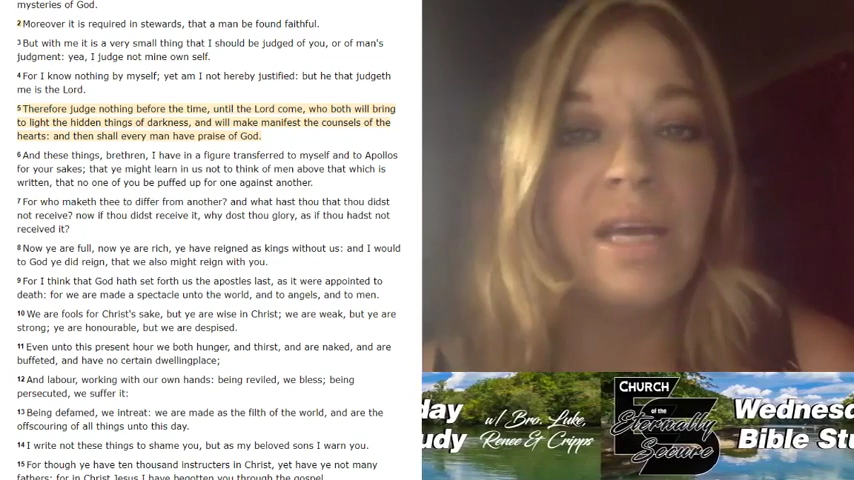 mysteries of God.
2 Moreover it is required in stewards, that a man be found faithful.
3 But with me it is a very small thing that I should be judged of you, or of man's
judgment: yea, I judge not mine own self.
4 For I know nothing by myself; yet am I not hereby justified: but he that judgeth
me is the Lord.
5 Therefore judge nothing before the time, until the Lord come, who both will bring
to light the hidden things of darkness, and will make manifest the counsels of the
hearts: and then shall every man have praise of God.
6 And these things, brethren, I have in a figure transferred to myself and to Apollos
for your sakes; that ye might learn in us not to think of men above that which is
written, that no one of you be puffed up for one against another.
7 For who maketh thee to differ from another? and what hast thou that thou didst
not receive? now if thou didst receive it, why dost thou glory, as if thou hadst not
received it?
8 Now ye are full, now ye are rich, ye have reigned as kings without us: and I would
to God ye did reign, that we also might reign with you.
9 For I think that God hath set forth us the apostles last, as it were appointed to
death: for we are made a spectacle unto the world, and to angels, and to men.
10 We are fools for Christ's sake, but ye are wise in Christ; we are weak, but ye are
strong; ye are honourable, but we are despised.
11 Even unto this present hour we both hunger, and thirst, and are naked, and are
buffeted, and have no certain dwellingplace;
12 And labour, working with our own hands: being reviled, we bless; being
persecuted, we suffer it:
13 Being defamed, we intreat: we are made as the filth of the world, and are the
offscouring of all things unto this day.
14 I write not these things to shame you, but as my beloved sons I warn you.
15 For though ye have ten thousand instructers in Christ, yet have ye not many
fathers: for in Christ Jesus I have begotten you through the gospel.
day
udy
w/ Bro. Luke,
Renee & Cripps
CHURCH
of the
Eternally
Secure
Wednesd
Bible Stu